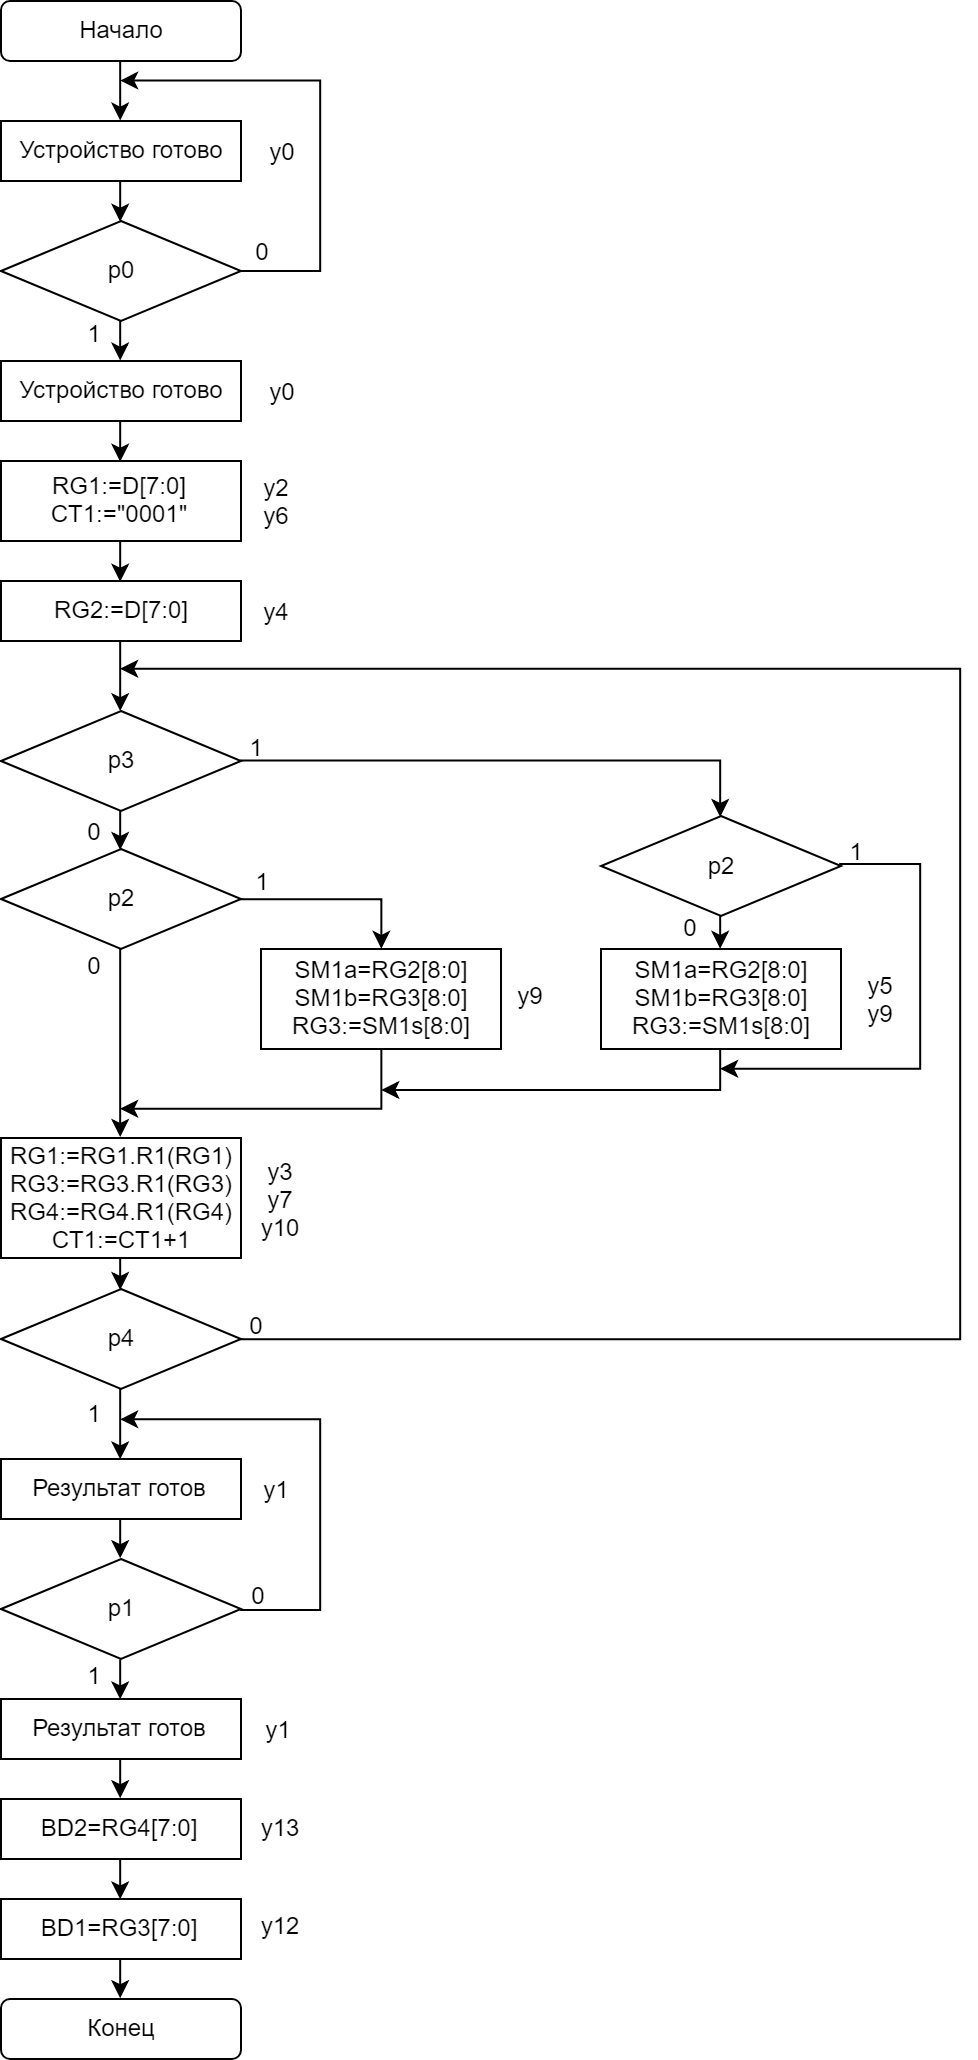 Начало
Устройство готово
y0
p0
0
1
Устройство готово
y0
RG1:=D[7:0]
CT1:="0001"
y2
y6
RG2:=D[7:0]
y4
p3
1
0
p2
1
0
p2
1
0
SM1a=RG2[8:0]
SM1b=RG3[8:0]
RG3:=SM1s[8:0]
y9
SM1a=RG2[8:0]
SM1b=RG3[8:0]
RG3:=SM1s[8:0]
y5
y9
RG1:=RG1.R1(RG1)
RG3:=RG3.R1(RG3)
RG4:=RG4.R1(RG4)
CT1:=CT1+1
y3
y7
y10
p4
0
1
Результат готов
y1
p1
0
1
Результат готов
y1
BD2=RG4[7:0]
y13
BD1=RG3[7:0]
y12
Конец